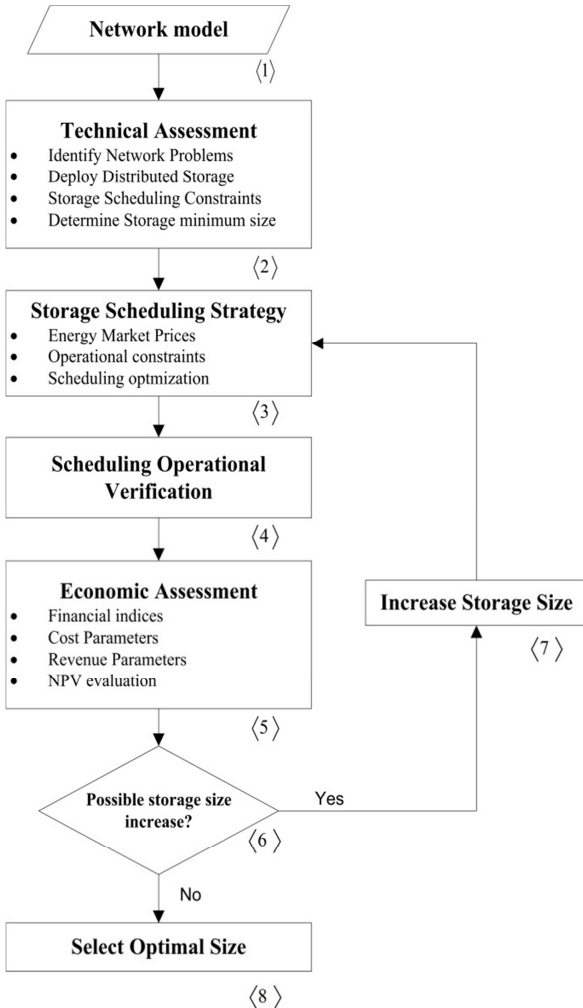 Network model
⟨1⟩
Technical Assessment
• Identify Network Problems
• Deploy Distributed Storage
• Storage Scheduling Constraints
• Determine Storage minimum size
⟨2⟩
Storage Scheduling Strategy
• Energy Market Prices
• Operational constraints
• Scheduling optmization
⟨3⟩
Scheduling Operational
Verification
⟨4⟩
Economic Assessment
• Financial indices
• Cost Parameters
• Revenue Parameters
• NPV evaluation
⟨5⟩
Increase Storage Size
⟨7⟩
Possible storage size
increase?
⟨6⟩
Yes
No
Select Optimal Size
⟨8⟩